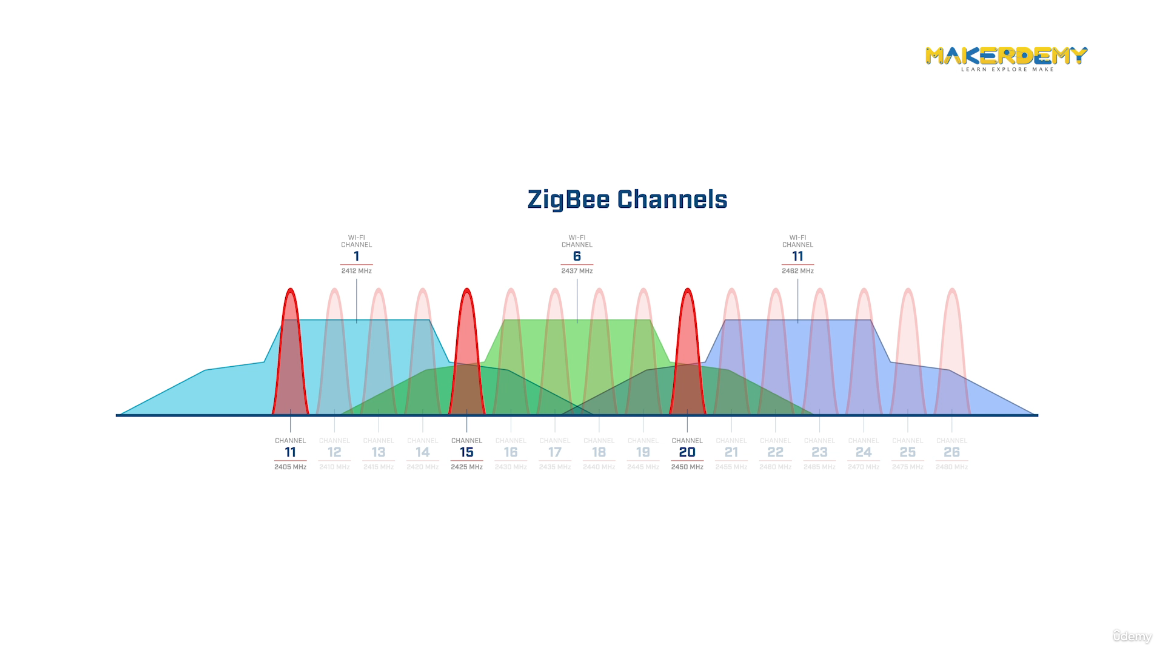 MAKERDEMY
LEARN EXPLORE MAKE
ZigBee Channels
WI-FI
CHANNEL
1
2412 MHz
WI-FI
CHANNEL
6
2437 MHz
WI-FI
CHANNEL
11
2462 MHz
CHANNEL
11
2405 MHz
CHANNEL
12
2410 MHz
CHANNEL
13
2415 MHz
CHANNEL
14
2420 MHz
CHANNEL
15
2425 MHz
CHANNEL
16
2430 MHz
CHANNEL
17
2435 MHz
CHANNEL
18
2440 MHz
CHANNEL
19
2445 MHz
CHANNEL
20
2450 MHz
CHANNEL
21
2455 MHz
CHANNEL
22
2460 MHz
CHANNEL
23
2465 MHz
CHANNEL
24
2470 MHz
CHANNEL
25
2475 MHz
CHANNEL
26
2480 MHz
udemy